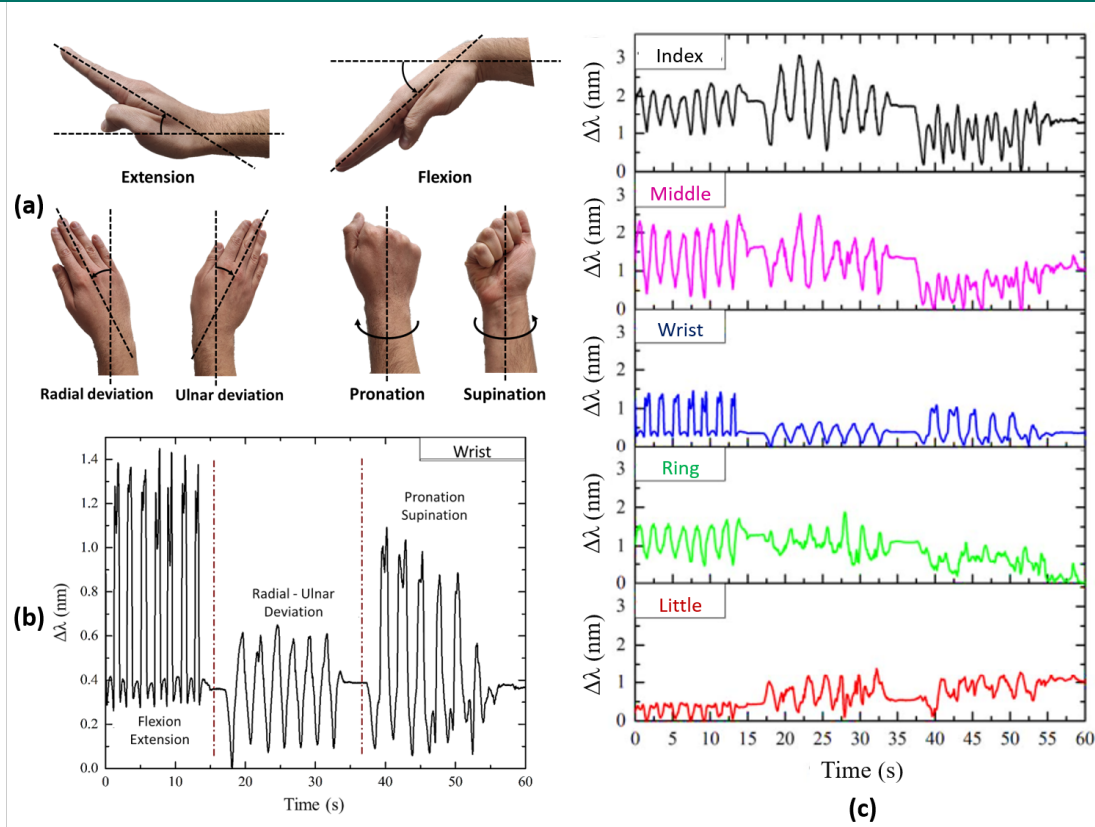 Extension
Flexion
(a)
Radial deviation
Ulnar deviation
Pronation
Supination
(b)
Wrist
1.4
1.2
1.0
0.8
0.6
0.4
0.2
0.0
Δλ (nm)
Flexion
Extension
Radial - Ulnar
Deviation
Pronation
Supination
0 10 20 30 40 50 60
Time (s)
Index
3
2
1
0
Δλ (nm)
Middle
3
2
1
0
Δλ (nm)
Wrist
3
2
1
0
Δλ (nm)
Ring
3
2
1
0
Δλ (nm)
Little
3
2
1
0
Δλ (nm)
0 5 10 15 20 25 30 35 40 45 50 55 60
Time (s)
(c)